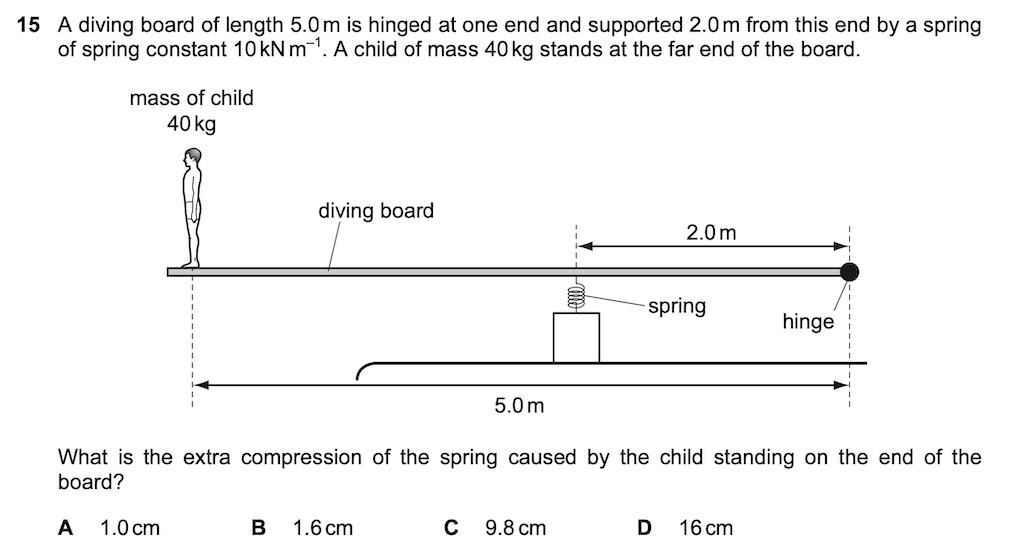 15 A diving board of length 5.0 m is hinged at one end and supported 2.0 m from this end by a spring
of spring constant 10 kN m⁻¹. A child of mass 40 kg stands at the far end of the board.
mass of child
40 kg
diving board
2.0 m
spring
hinge
5.0 m
What is the extra compression of the spring caused by the child standing on the end of the
board?
A 1.0 cm B 1.6 cm C 9.8 cm D 16 cm